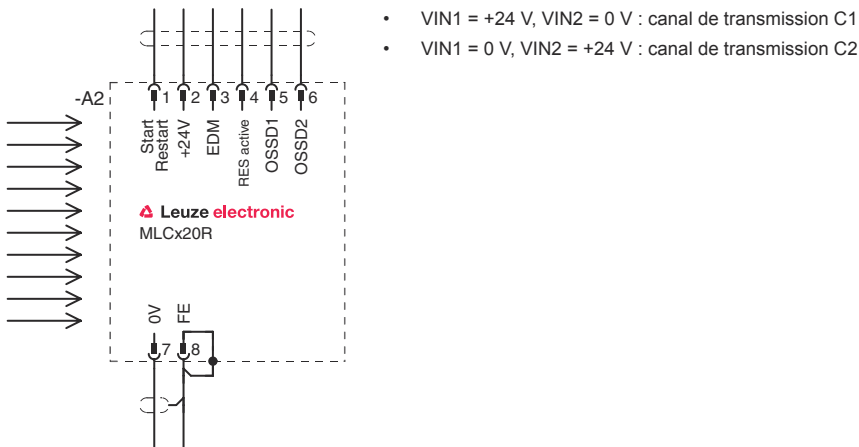 • VIN1 = +24 V, VIN2 = 0 V : canal de transmission C1
• VIN1 = 0 V, VIN2 = +24 V : canal de transmission C2
-A2
1 2 3 4 5 6
Start
Restart
+24V
EDM
RES active
OSSD1
OSSD2
Leuze electronic
MLCx20R
0V
FE
7 8